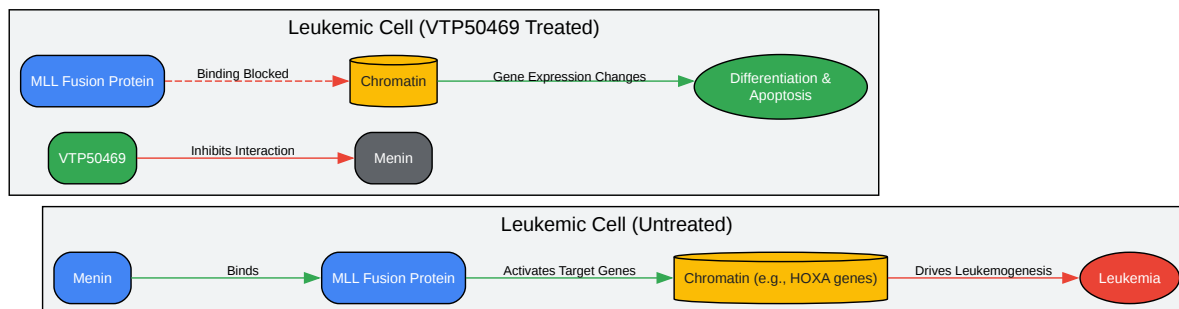 Leukemic Cell (VTP50469 Treated)
MLL Fusion Protein
Binding Blocked
Chromatin
Gene Expression Changes
Differentiation &
Apoptosis
VTP50469
Inhibits Interaction
Menin
Leukemic Cell (Untreated)
Menin
Binds
MLL Fusion Protein
Activates Target Genes
Chromatin (e.g., HOXA genes)
Drives Leukemogenesis
Leukemia